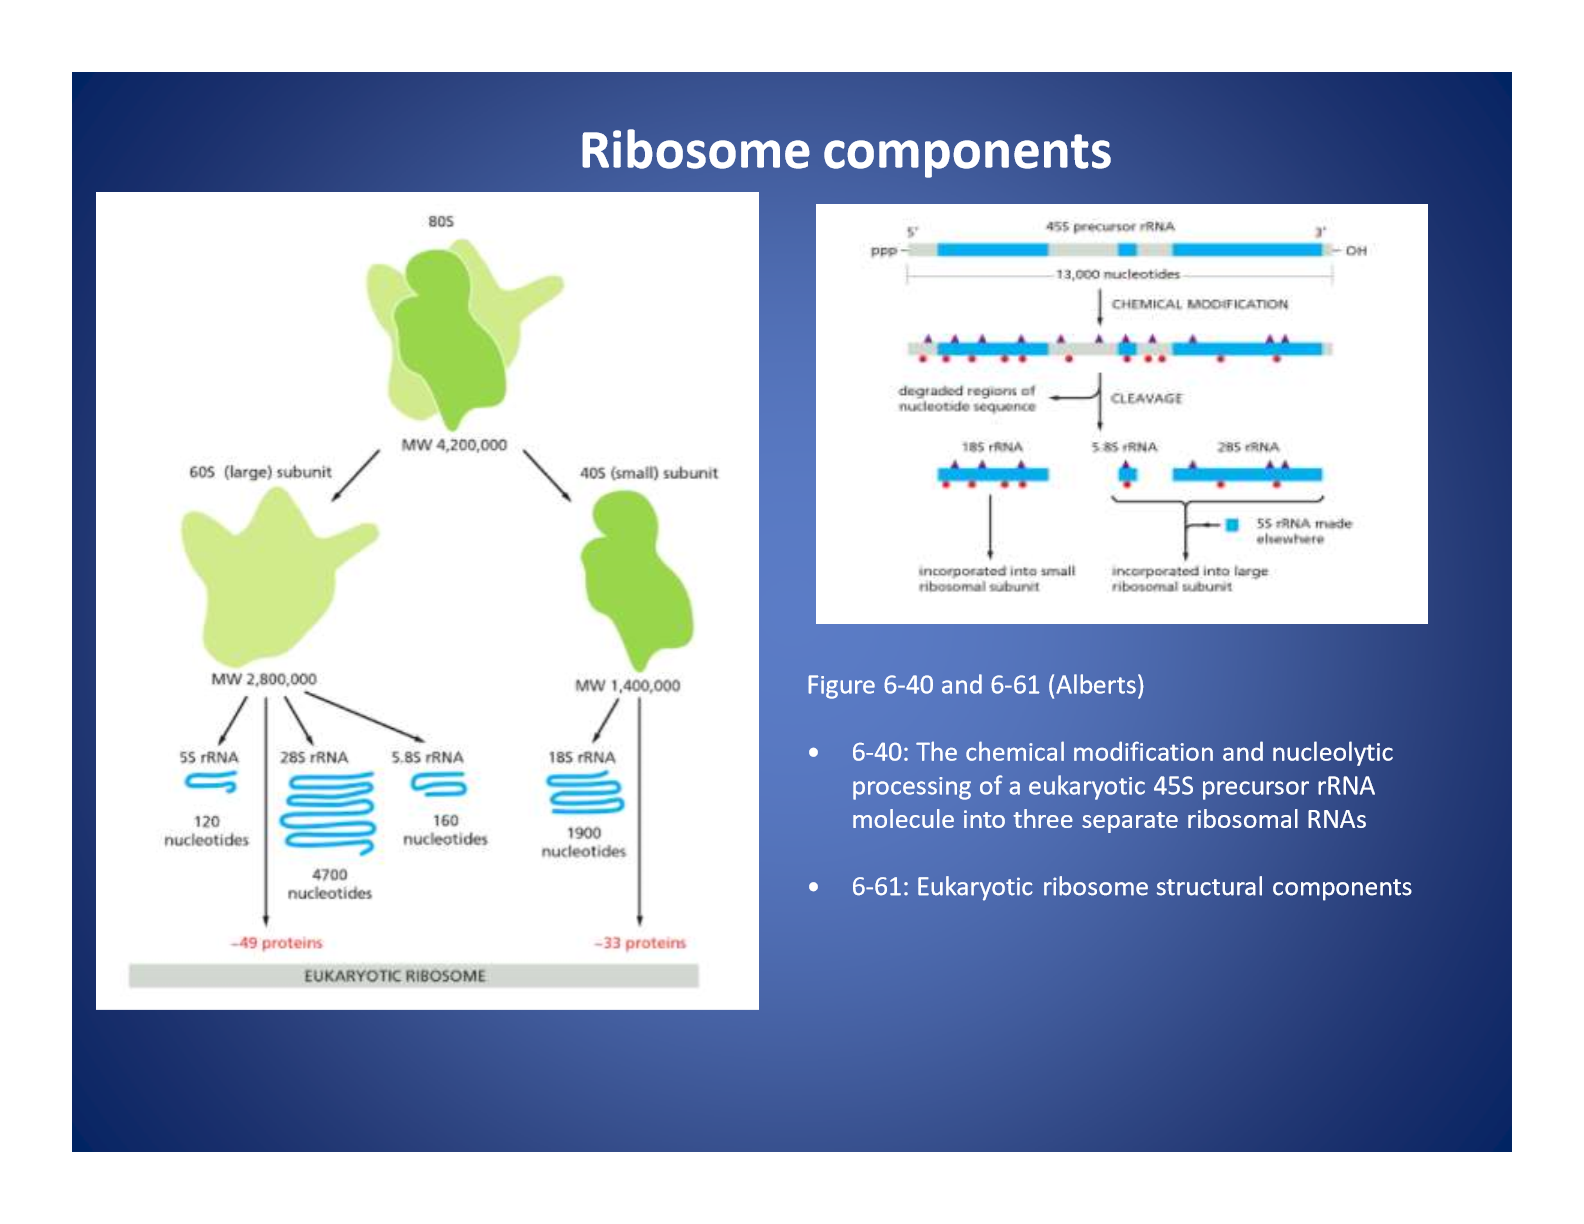 Ribosome components
80S
MW 4,200,000
60S (large) subunit
40S (small) subunit
MW 2,800,000
MW 1,400,000
5S rRNA
28S rRNA
5.8S rRNA
18S rRNA
120
nucleotides
4700
nucleotides
160
nucleotides
1900
nucleotides
~49 proteins
~33 proteins
EUKARYOTIC RIBOSOME
5'
45S precursor rRNA
3'
ppp
OH
13,000 nucleotides
CHEMICAL MODIFICATION
degraded regions of
nucleotide sequence
CLEAVAGE
18S rRNA
5.8S rRNA
28S rRNA
5S rRNA made
elsewhere
incorporated into small
ribosomal subunit
incorporated into large
ribosomal subunit
Figure 6-40 and 6-61 (Alberts)
• 6-40: The chemical modification and nucleolytic
processing of a eukaryotic 45S precursor rRNA
molecule into three separate ribosomal RNAs
• 6-61: Eukaryotic ribosome structural components